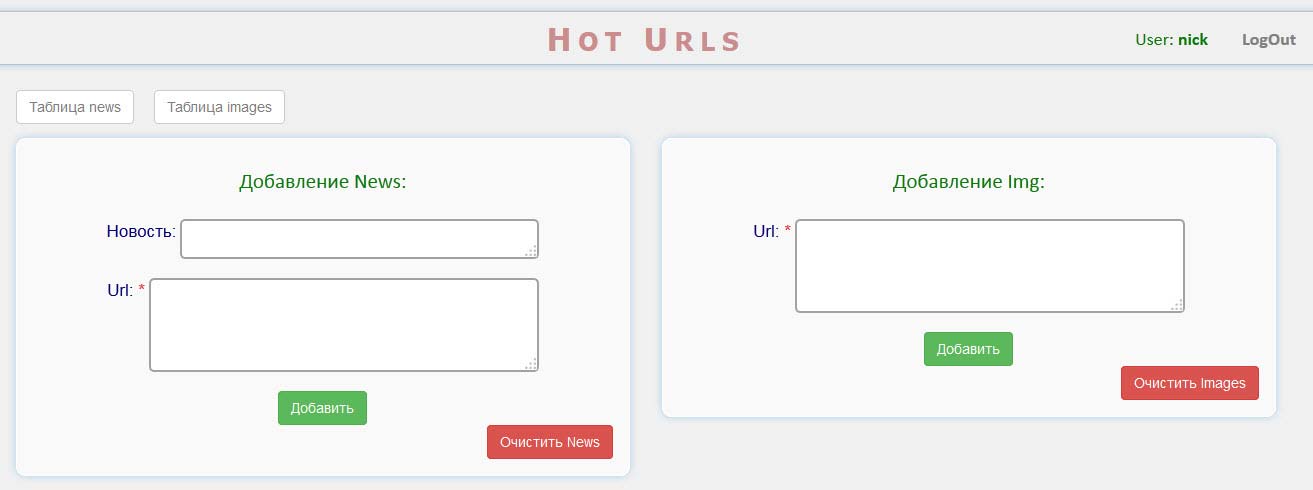 Hot Urls
User: nick LogOut
Таблица news Таблица images
Добавление News:
Новость:
Url: *
Добавить
Очистить News
Добавление Img:
Url: *
Добавить
Очистить Images